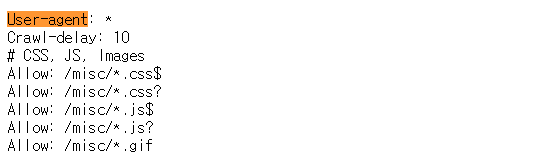 User-agent: *
Crawl-delay: 10
# CSS, JS, Images
Allow: /misc/*.css$
Allow: /misc/*.css?
Allow: /misc/*.js$
Allow: /misc/*.js?
Allow: /misc/*.gif